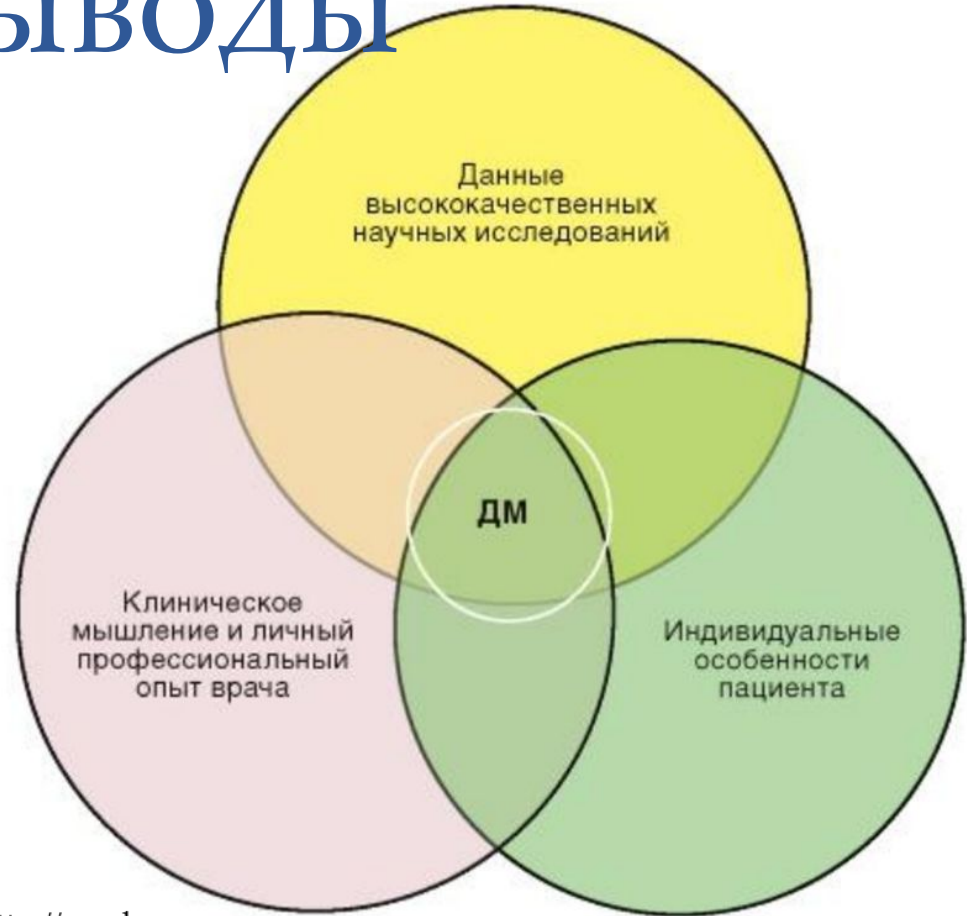 ЫВОДЫ
Данные
высококачественных
научных исследований
ДМ
Клиническое
мышление и личный
профессиональный
опыт врача
Индивидуальные
особенности
пациента